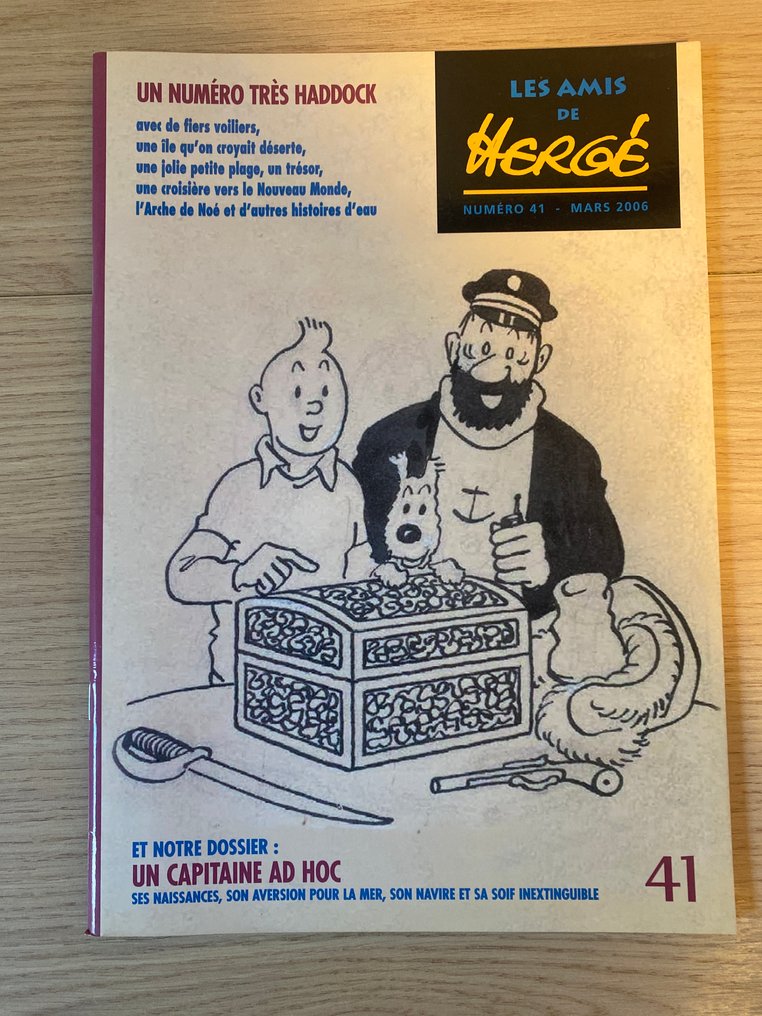 UN NUMÉRO TRÈS HADDOCK
avec de fiers voiliers,
une île qu'on croyait déserte,
une jolie petite plage, un trésor,
une croisière vers le Nouveau Monde,
l'Arche de Noé et d'autres histoires d'eau
LES AMIS
DE
HERGÉ
NUMÉRO 41 - MARS 2006
ET NOTRE DOSSIER :
UN CAPITAINE AD HOC
SES NAISSANCES, SON AVERSION POUR LA MER, SON NAVIRE ET SA SOIF INEXTINGUIBLE
41